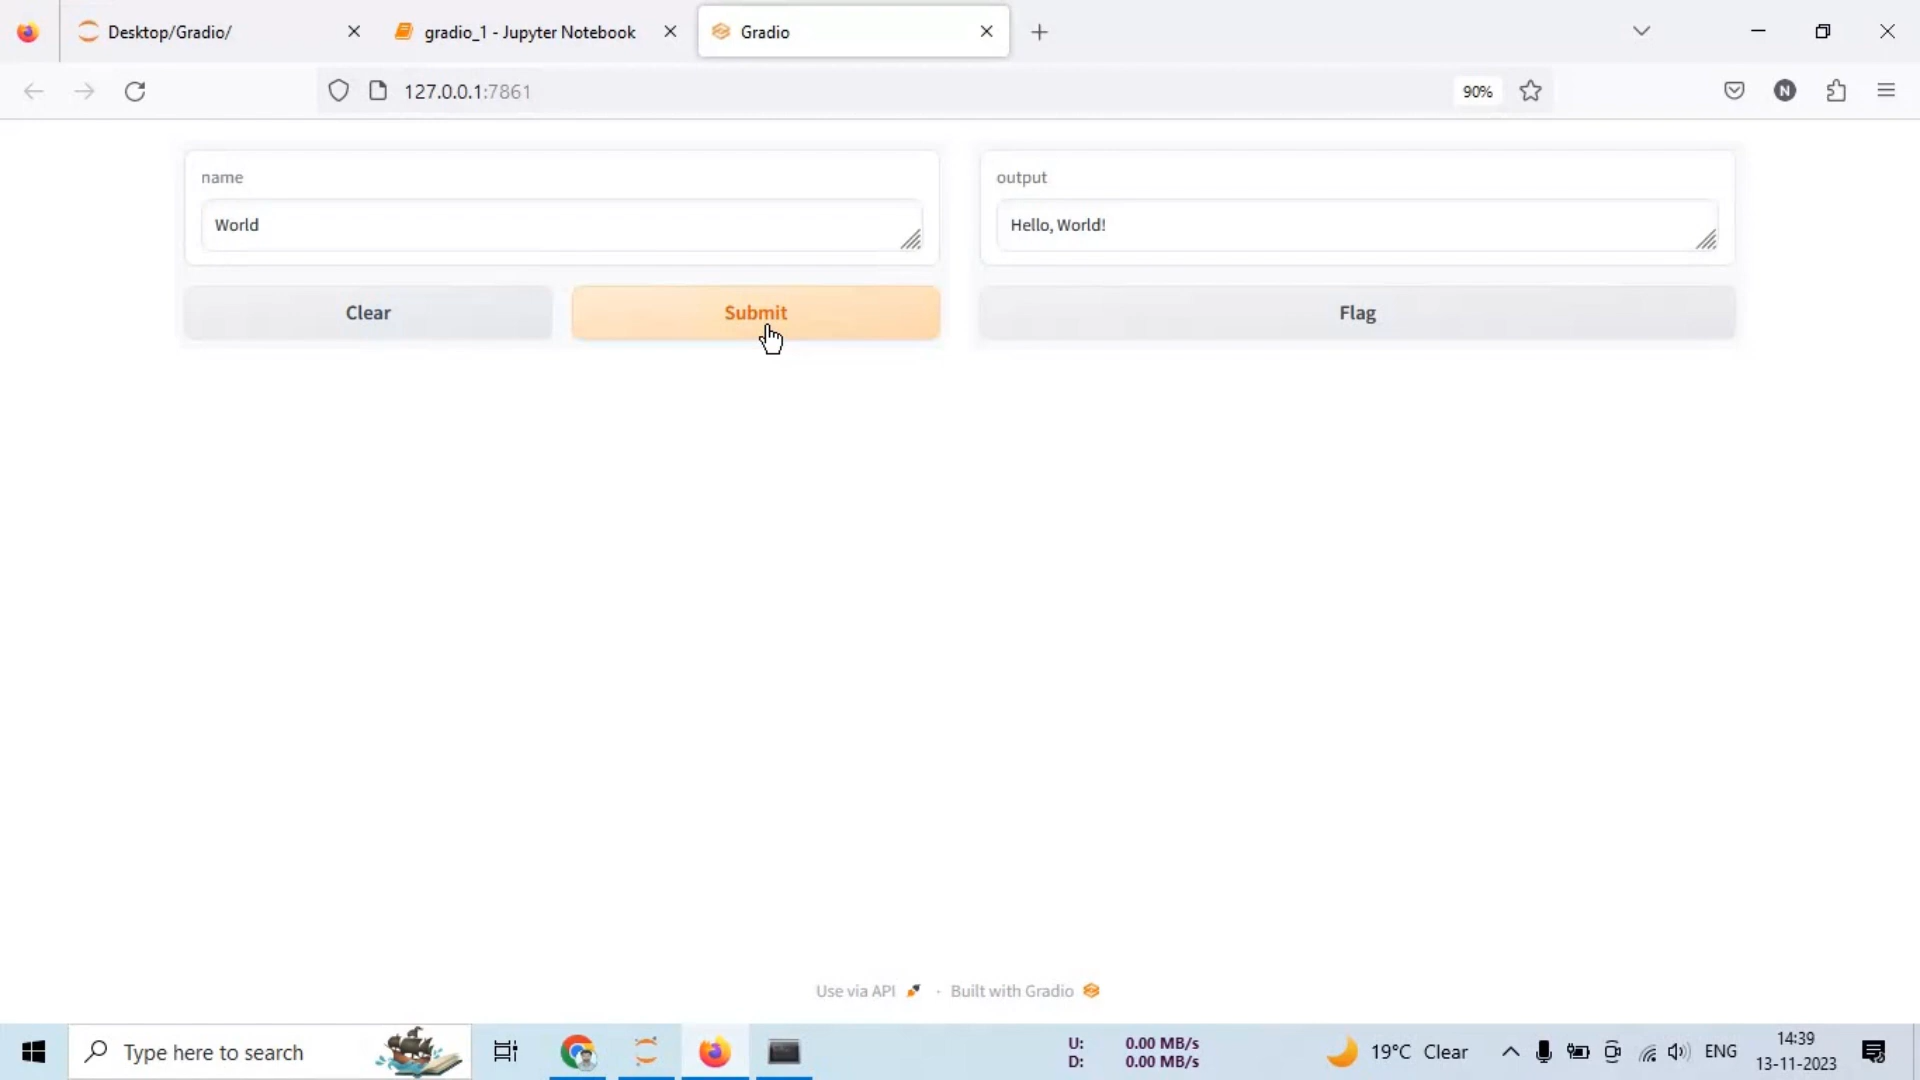 Desktop/Gradio/
gradio_1 - Jupyter Notebook
Gradio
127.0.0.1:7861
90%
N
name
World
output
Hello, World!
Clear
Submit
Flag
Use via API · Built with Gradio
Type here to search
U: 0.00 MB/s
D: 0.00 MB/s
19°C Clear
ENG
14:39
13-11-2023